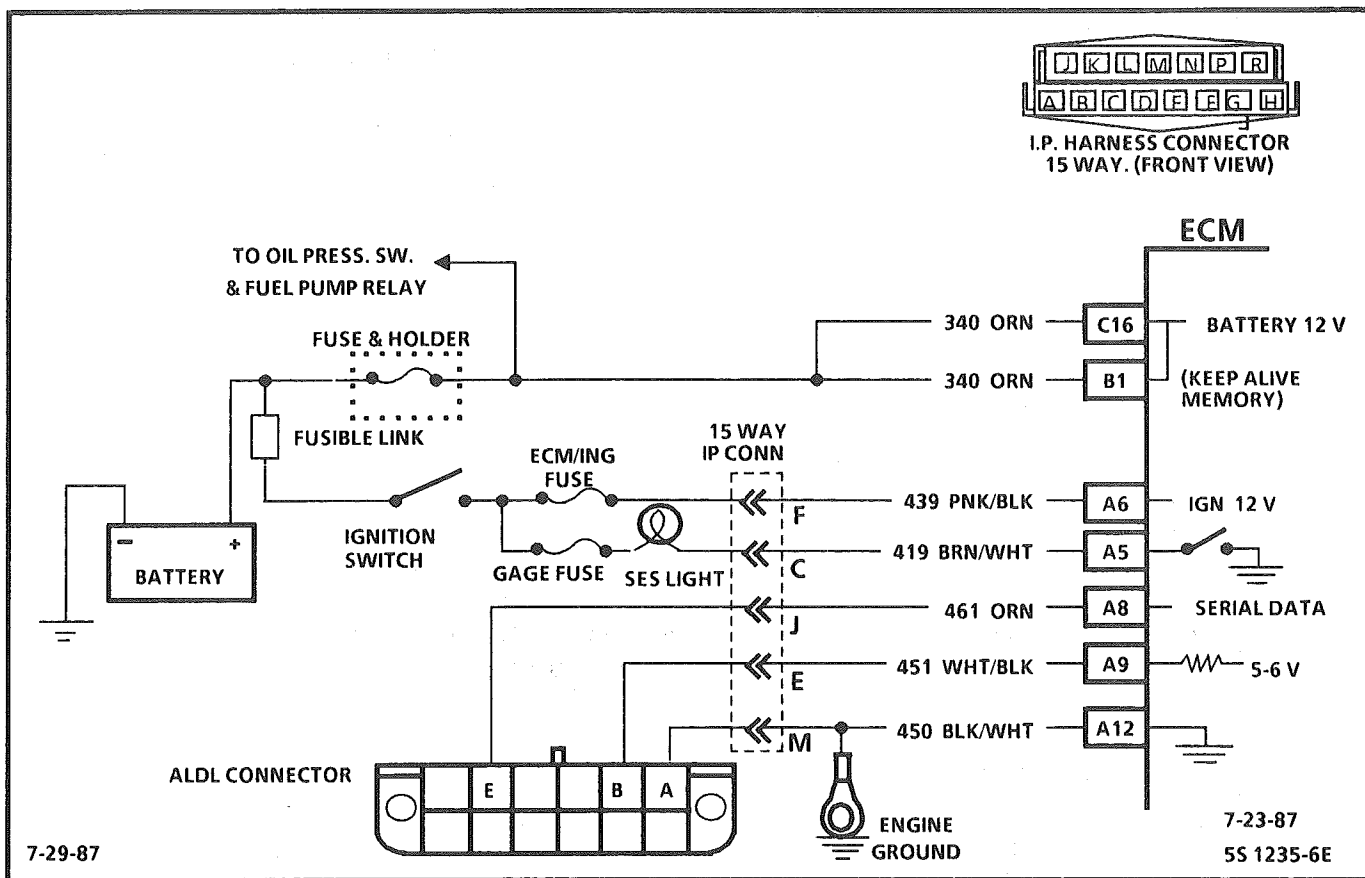 J K L M N P R
A B C D F E G H
I.P. HARNESS CONNECTOR
15 WAY. (FRONT VIEW)
ECM
TO OIL PRESS. SW.
& FUEL PUMP RELAY
FUSE & HOLDER
340 ORN C16 BATTERY 12 V
340 ORN B1 (KEEP ALIVE
MEMORY)
FUSIBLE LINK
15 WAY
IP CONN
ECM/ING
FUSE
F 439 PNK/BLK A6 IGN 12 V
IGNITION
SWITCH
GAGE FUSE
SES LIGHT
C 419 BRN/WHT A5
- +
BATTERY
J 461 ORN A8 SERIAL DATA
E 451 WHT/BLK A9 5-6 V
M 450 BLK/WHT A12
ALDL CONNECTOR
E B A
ENGINE
GROUND
7-29-87
7-23-87
5S 1235-6E